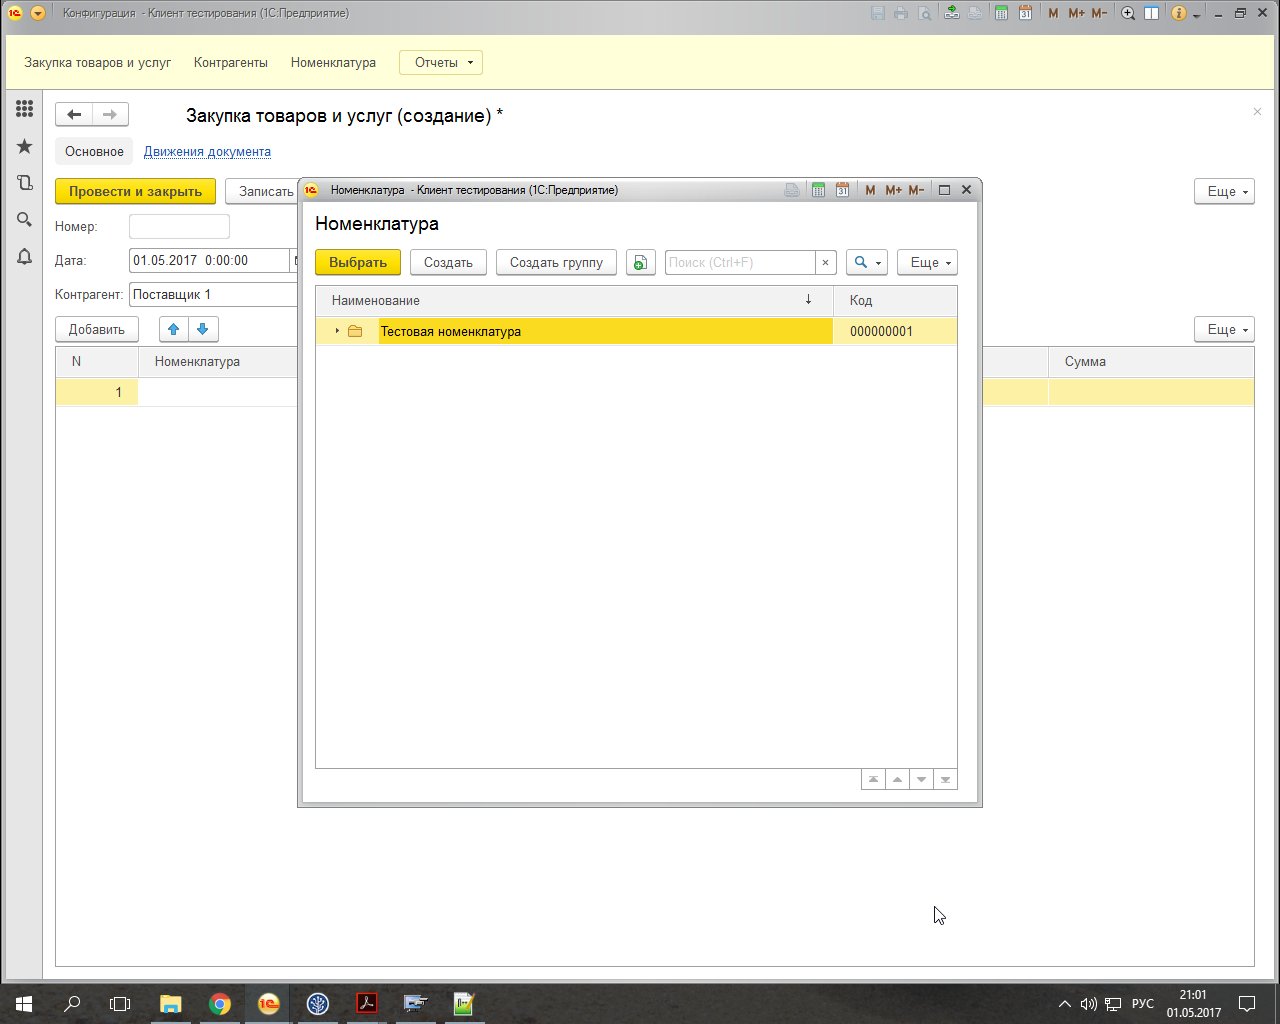 Конфигурация - Клиент тестирования (1С:Предприятие)
31 M M+ M-
Закупка товаров и услуг Контрагенты Номенклатура Отчеты
Закупка товаров и услуг (создание) *
Основное Движения документа
Провести и закрыть Записать Еще
Номер:
Дата: 01.05.2017 0:00:00
Контрагент: Поставщик 1
Добавить Еще
N Номенклатура Сумма
1
Номенклатура - Клиент тестирования (1С:Предприятие) 31 M M+ M-
Номенклатура
Выбрать Создать Создать группу Поиск (Ctrl+F) × Еще
Наименование ↓ Код
Тестовая номенклатура 000000001
РУС 21:01
01.05.2017